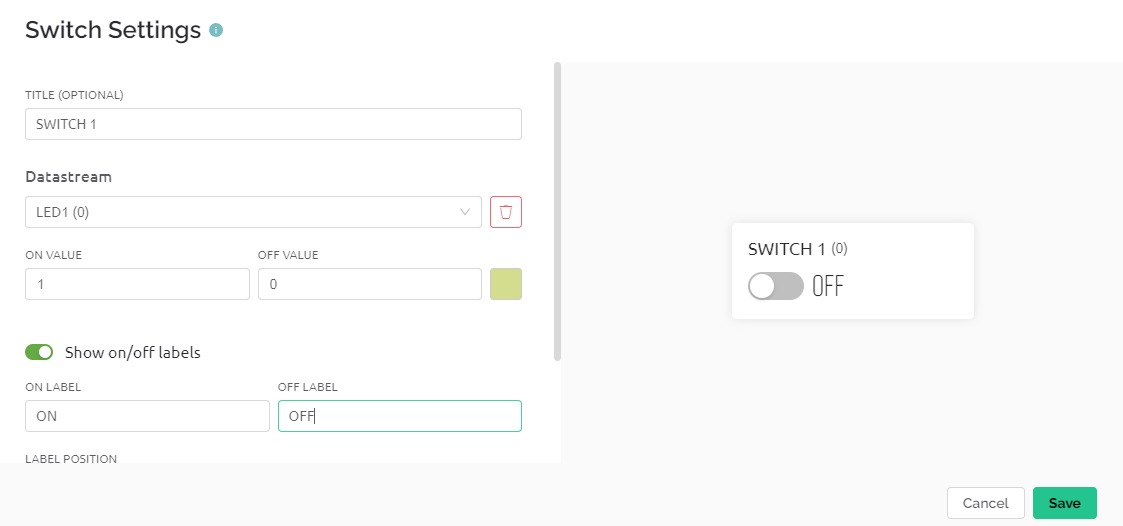 Switch Settings
TITLE (OPTIONAL)
SWITCH 1
Datastream
LED1 (0)
ON VALUE
OFF VALUE
1
0
Show on/off labels
ON LABEL
OFF LABEL
ON
OFF
LABEL POSITION
SWITCH 1 (0)
OFF
Cancel
Save